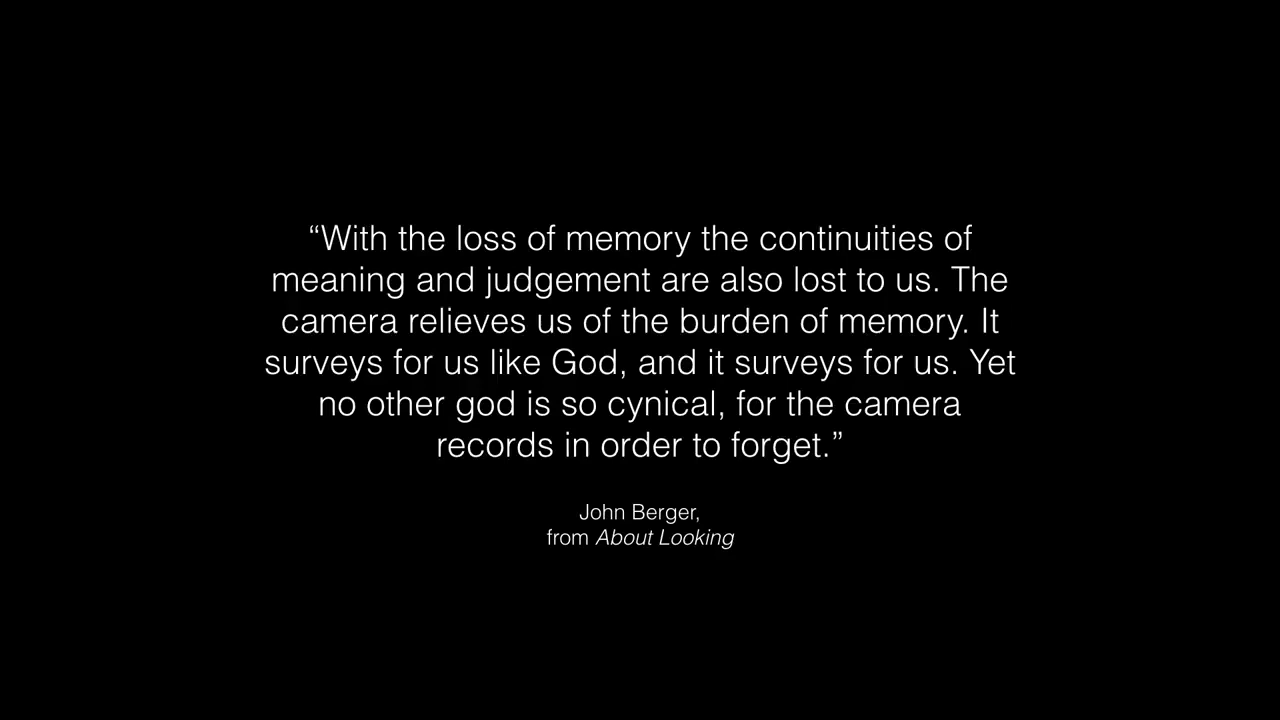 “With the loss of memory the continuities of
meaning and judgement are also lost to us. The
camera relieves us of the burden of memory. It
surveys for us like God, and it surveys for us. Yet
no other god is so cynical, for the camera
records in order to forget.”
John Berger,
from About Looking